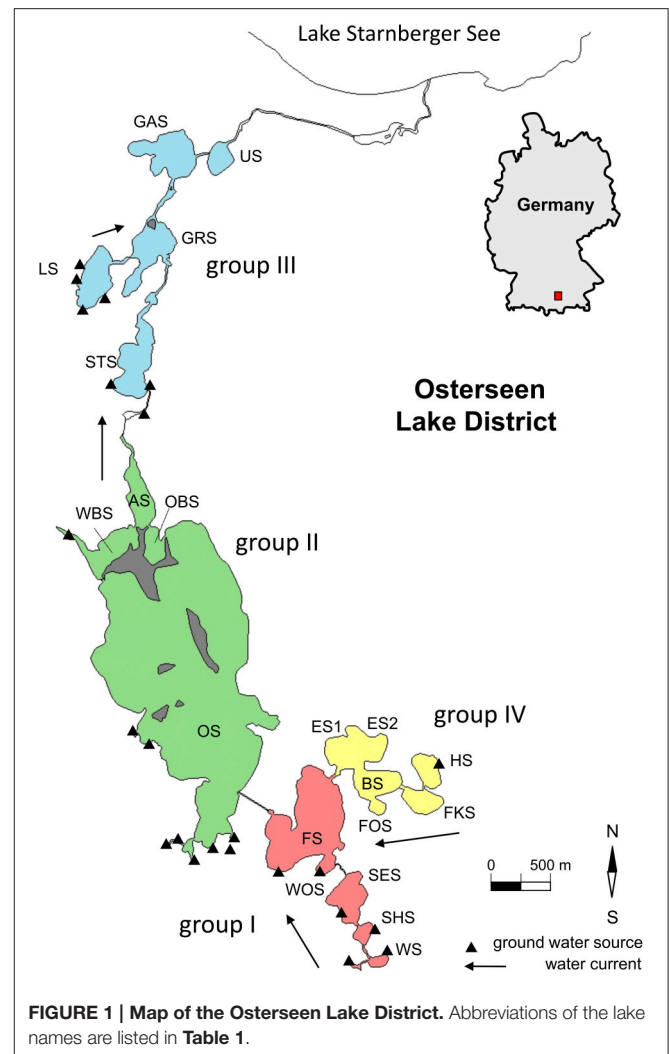 Lake Starnberger See
GAS
US
Germany
GRS
LS
group III
STS
Osterseen
Lake District
AS
OBS
WBS
group II
ES1
ES2
group IV
OS
HS
BS
FOS
FKS
FS
N
0 500 m
WOS
SES
S
SHS
group I
WS
ground water source
water current
FIGURE 1 | Map of the Osterseen Lake District. Abbreviations of the lake
names are listed in Table 1.